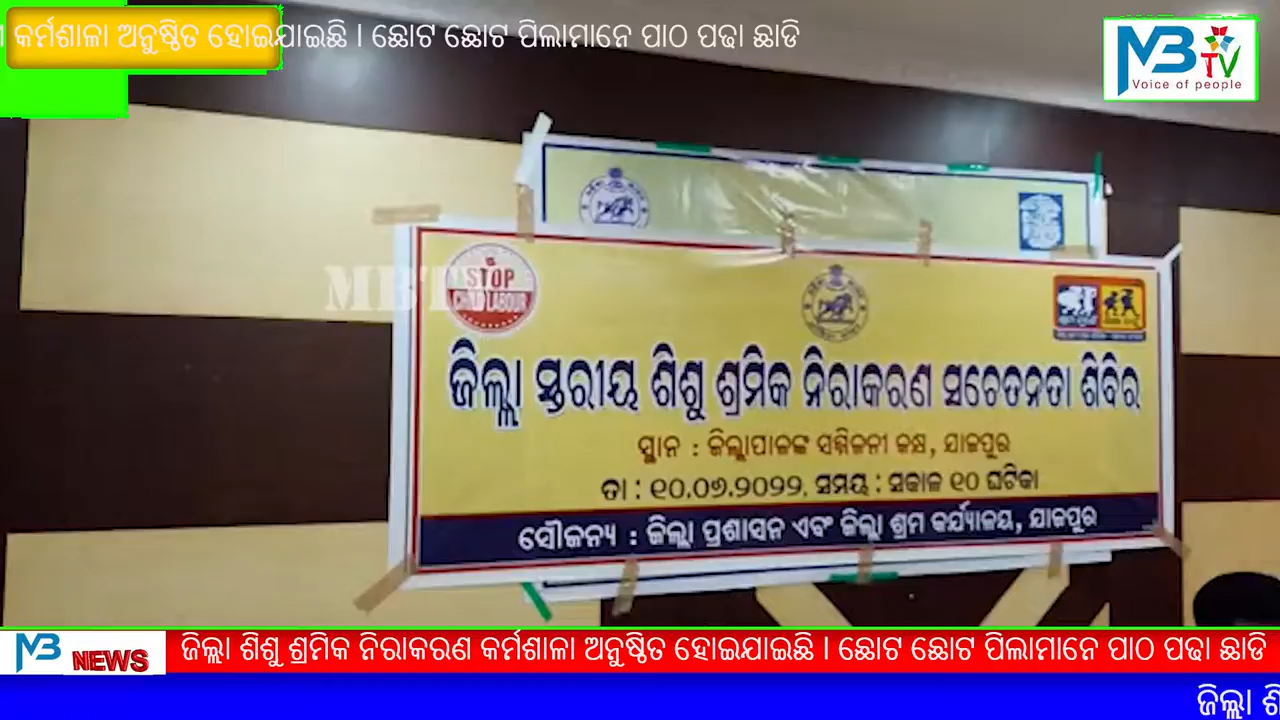 କର୍ମଶାଳା ଅନୁଷ୍ଠିତ ହୋଇଯାଇଛି । ଛୋଟ ଛୋଟ ପିଲାମାନେ ପାଠ ପଢା ଛାଡି
MBTV
Voice of people
STOP
CHILD LABOUR
ଜିଲ୍ଲା ସ୍ତରୀୟ ଶିଶୁ ଶ୍ରମିକ ନିରାକରଣ ସଚେତନତା ଶିବିର
ସ୍ଥାନ : ଜିଲ୍ଲାପାଳଙ୍କ ସମ୍ମିଳନୀ କକ୍ଷ, ଯାଜପୁର
ତା : ୧୦.୦୬.୨୦୨୨, ସମୟ : ସକାଳ ୧୦ ଘଟିକା
ସୌଜନ୍ୟ : ଜିଲ୍ଲା ପ୍ରଶାସନ ଏବଂ ଜିଲ୍ଲା ଶ୍ରମ କାର୍ଯ୍ୟାଳୟ, ଯାଜପୁର
MB NEWS ଜିଲ୍ଲା ଶିଶୁ ଶ୍ରମିକ ନିରାକରଣ କର୍ମଶାଳା ଅନୁଷ୍ଠିତ ହୋଇଯାଇଛି । ଛୋଟ ଛୋଟ ପିଲାମାନେ ପାଠ ପଢା ଛାଡି
ଜିଲ୍ଲା